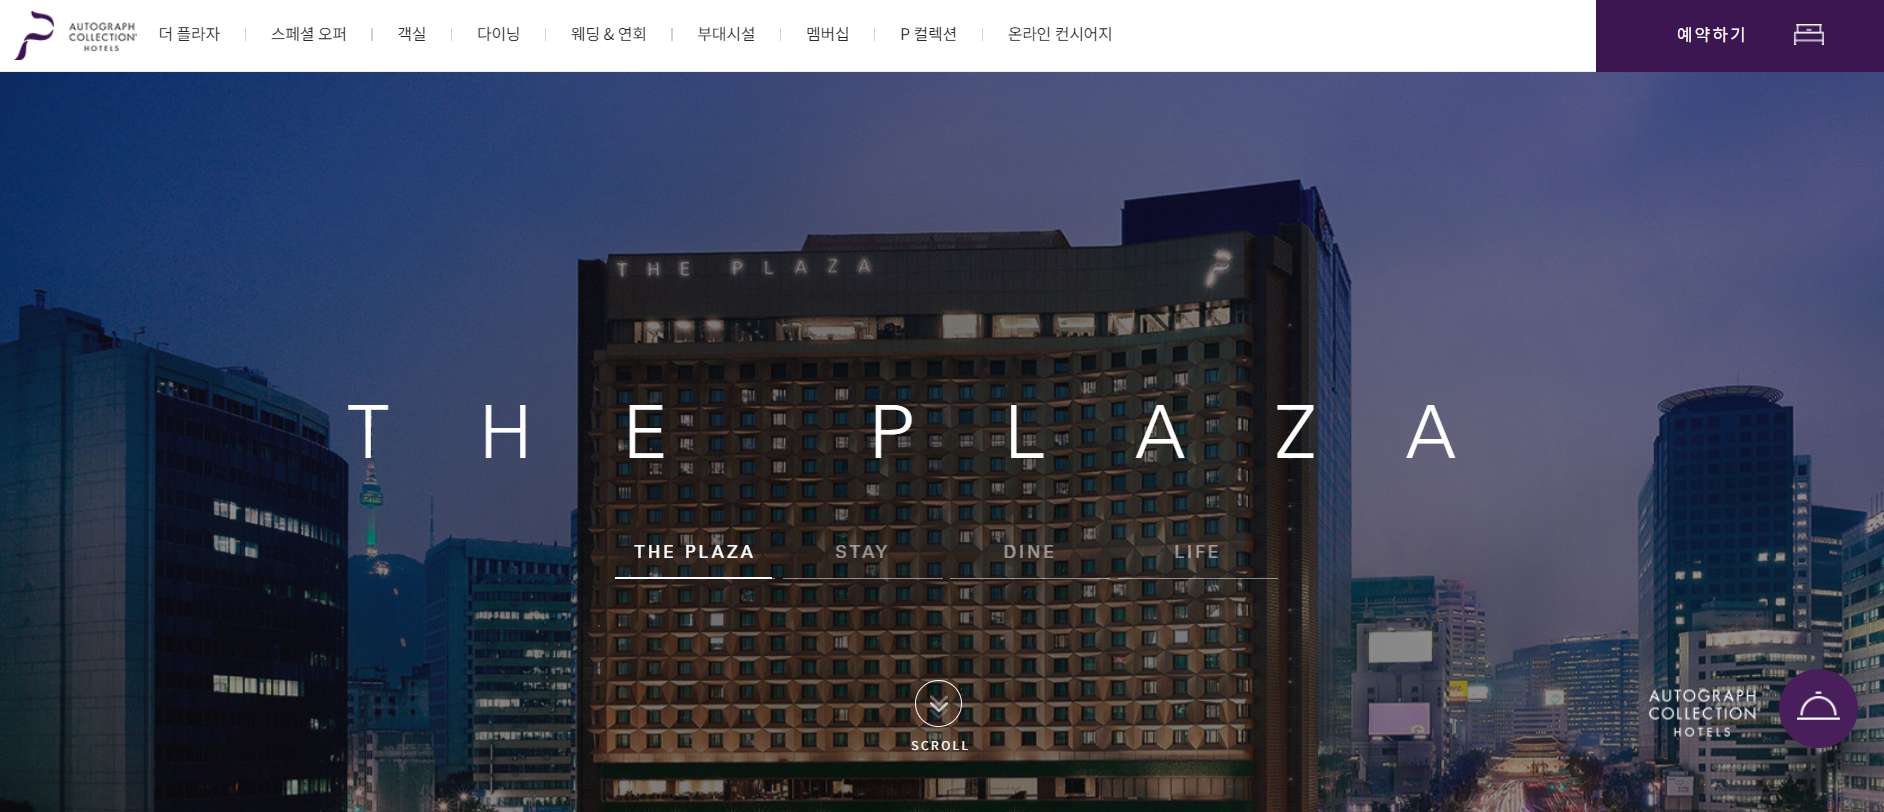 AUTOGRAPH
COLLECTION
HOTELS
더 플라자
스페셜 오퍼
객실
다이닝
웨딩 & 연회
부대시설
멤버십
P 컬렉션
온라인 컨시어지
예약하기
THE PLAZA
THE PLAZA
THE PLAZA
STAY
DINE
LIFE
SCROLL
AUTOGRAPH
COLLECTION
HOTELS